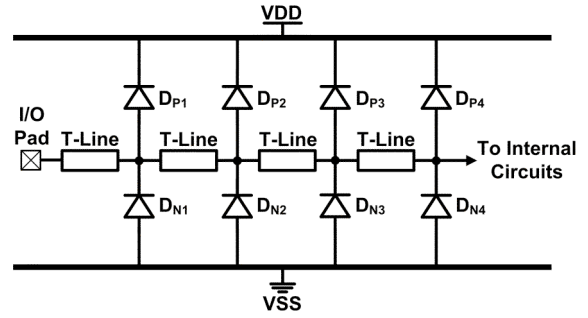 VDD
DP1 DP2 DP3 DP4
I/O
Pad
T-Line T-Line T-Line T-Line
To Internal
Circuits
DN1 DN2 DN3 DN4
VSS